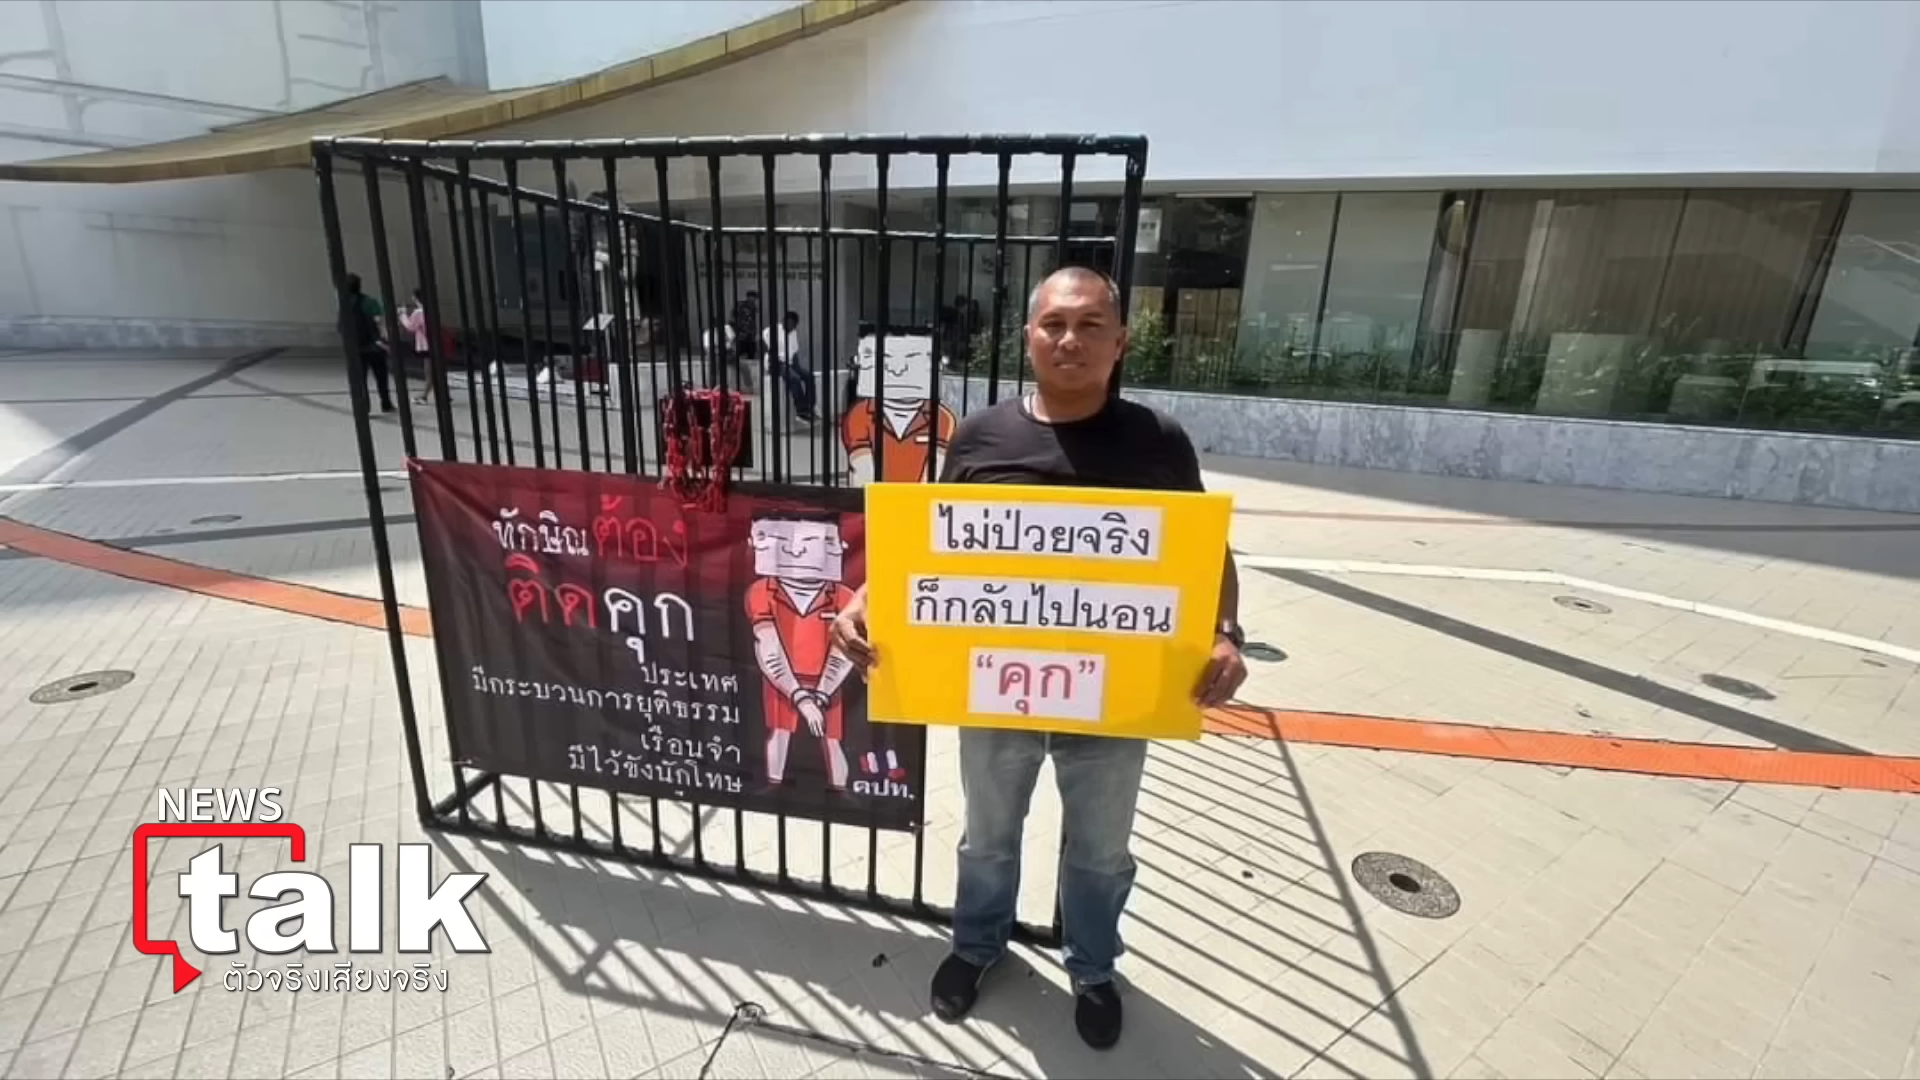 ไม่ป่วยจริง
ก็กลับไปนอน
“คุก”
ทักษิณต้อง
ติดคุก
ประเทศ
มีกระบวนการยุติธรรม
เรือนจำ
มีไว้ขังนักโทษ
คปท.
NEWS
talk
ตัวจริงเสียงจริง